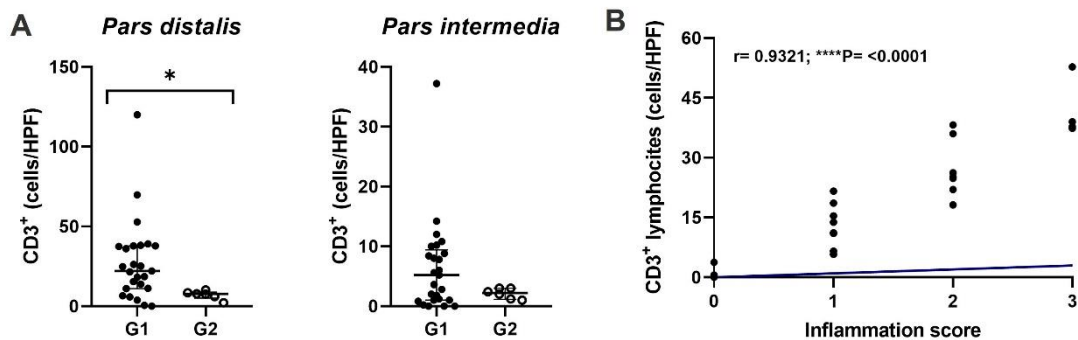 A
Pars distalis
CD3+ (cells/HPF)
150
100
50
0
*
G1
G2
Pars intermedia
CD3+ (cells/HPF)
40
30
20
10
0
G1
G2
B
CD3+ lymphocites (cells/HPF)
60
45
30
15
0
r= 0.9321; ****P= <0.0001
0
1
2
3
Inflammation score